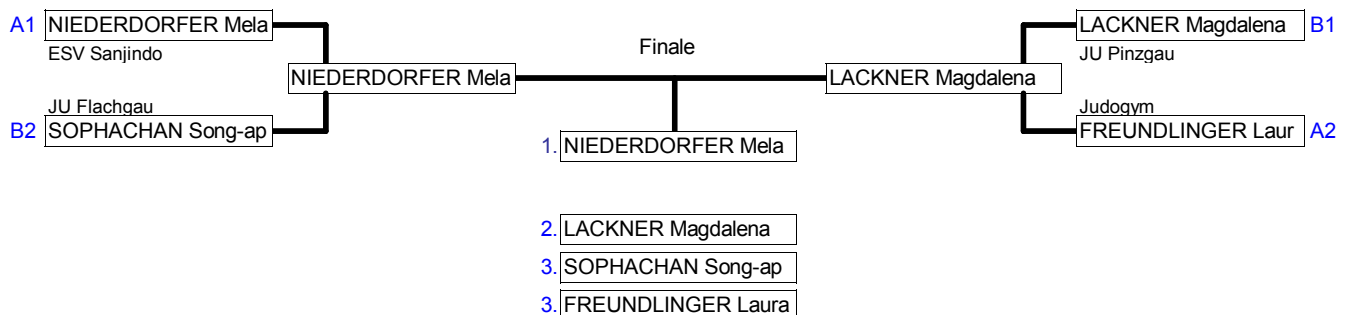 A1 NIEDERDORFER Mela LACKNER Magdalena B1
ESV Sanjindo Finale JU Pinzgau
NIEDERDORFER Mela LACKNER Magdalena
JU Flachgau Judogym
B2 SOPHACHAN Song-ap FREUNDLINGER Laur A2
1. NIEDERDORFER Mela
2. LACKNER Magdalena
3. SOPHACHAN Song-ap
3. FREUNDLINGER Laura